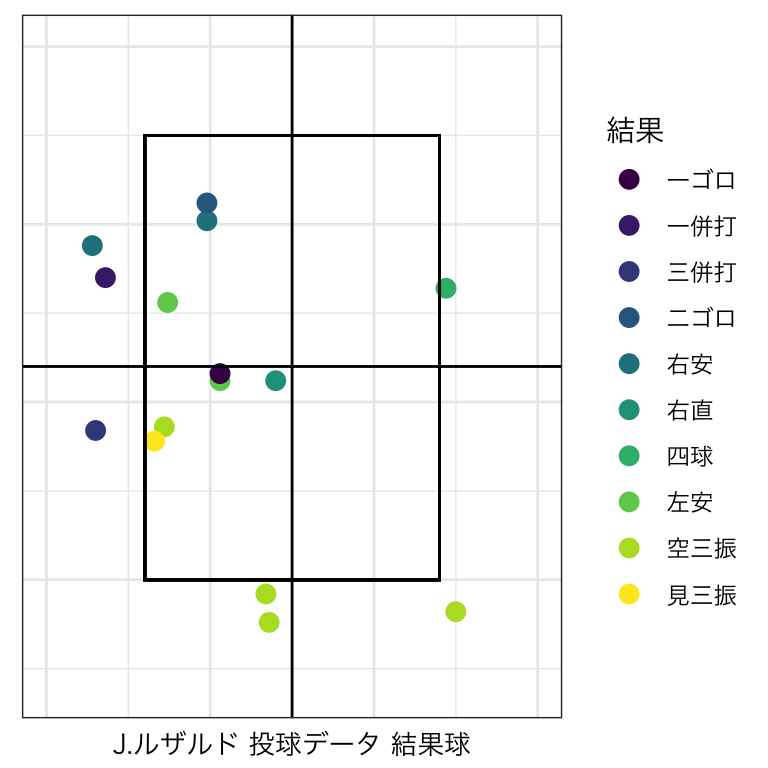 結果
一ゴロ
一併打
三併打
二ゴロ
右安
右直
四球
左安
空三振
見三振
J.ルザルド 投球データ 結果球